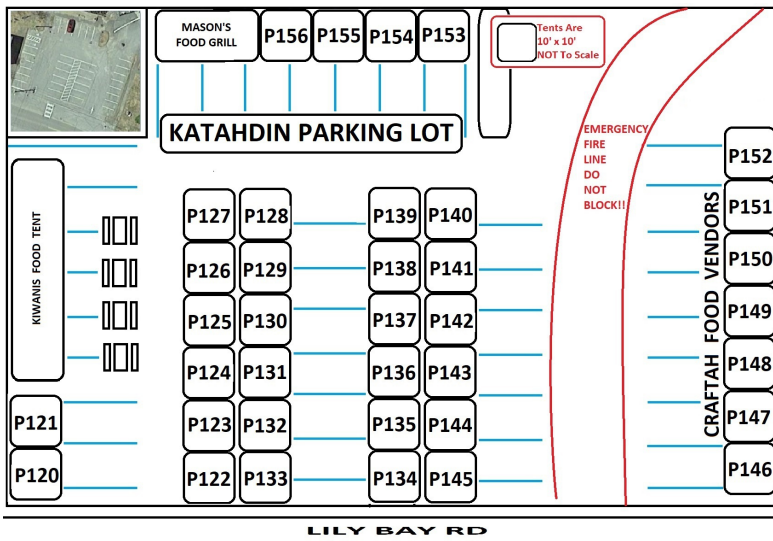 MASON'S
FOOD GRILL
P156
P155
P154
P153
Tents Are
10' x 10'
NOT To Scale
KATAHDIN PARKING LOT
EMERGENCY
FIRE
LINE
DO
NOT
BLOCK!!
KIWANIS FOOD TENT
P121
P120
P127
P128
P126
P129
P125
P130
P124
P131
P123
P132
P122
P133
P139
P140
P138
P141
P137
P142
P136
P143
P135
P144
P134
P145
CRAFTAH FOOD VENDORS
P152
P151
P150
P149
P148
P147
P146
LILY BAY RD